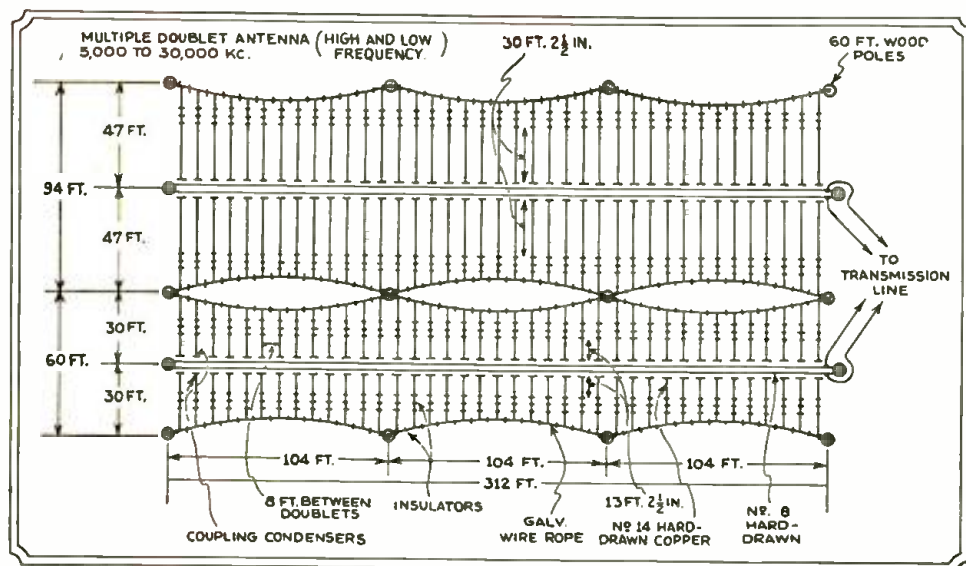 MULTIPLE DOUBLET ANTENNA (HIGH AND LOW FREQUENCY)
5,000 TO 30,000 KC.
30 FT. 2½ IN.
60 FT. WOOD
POLES
47 FT.
94 FT.
47 FT.
TO
TRANSMISSION
LINE
30 FT.
60 FT.
30 FT.
104 FT.
104 FT.
104 FT.
312 FT.
8 FT. BETWEEN
DOUBLETS
INSULATORS
COUPLING CONDENSERS
GALV.
WIRE ROPE
13 FT. 2½ IN.
Nº 14 HARD-
DRAWN COPPER
Nº. 8
HARD-
DRAWN